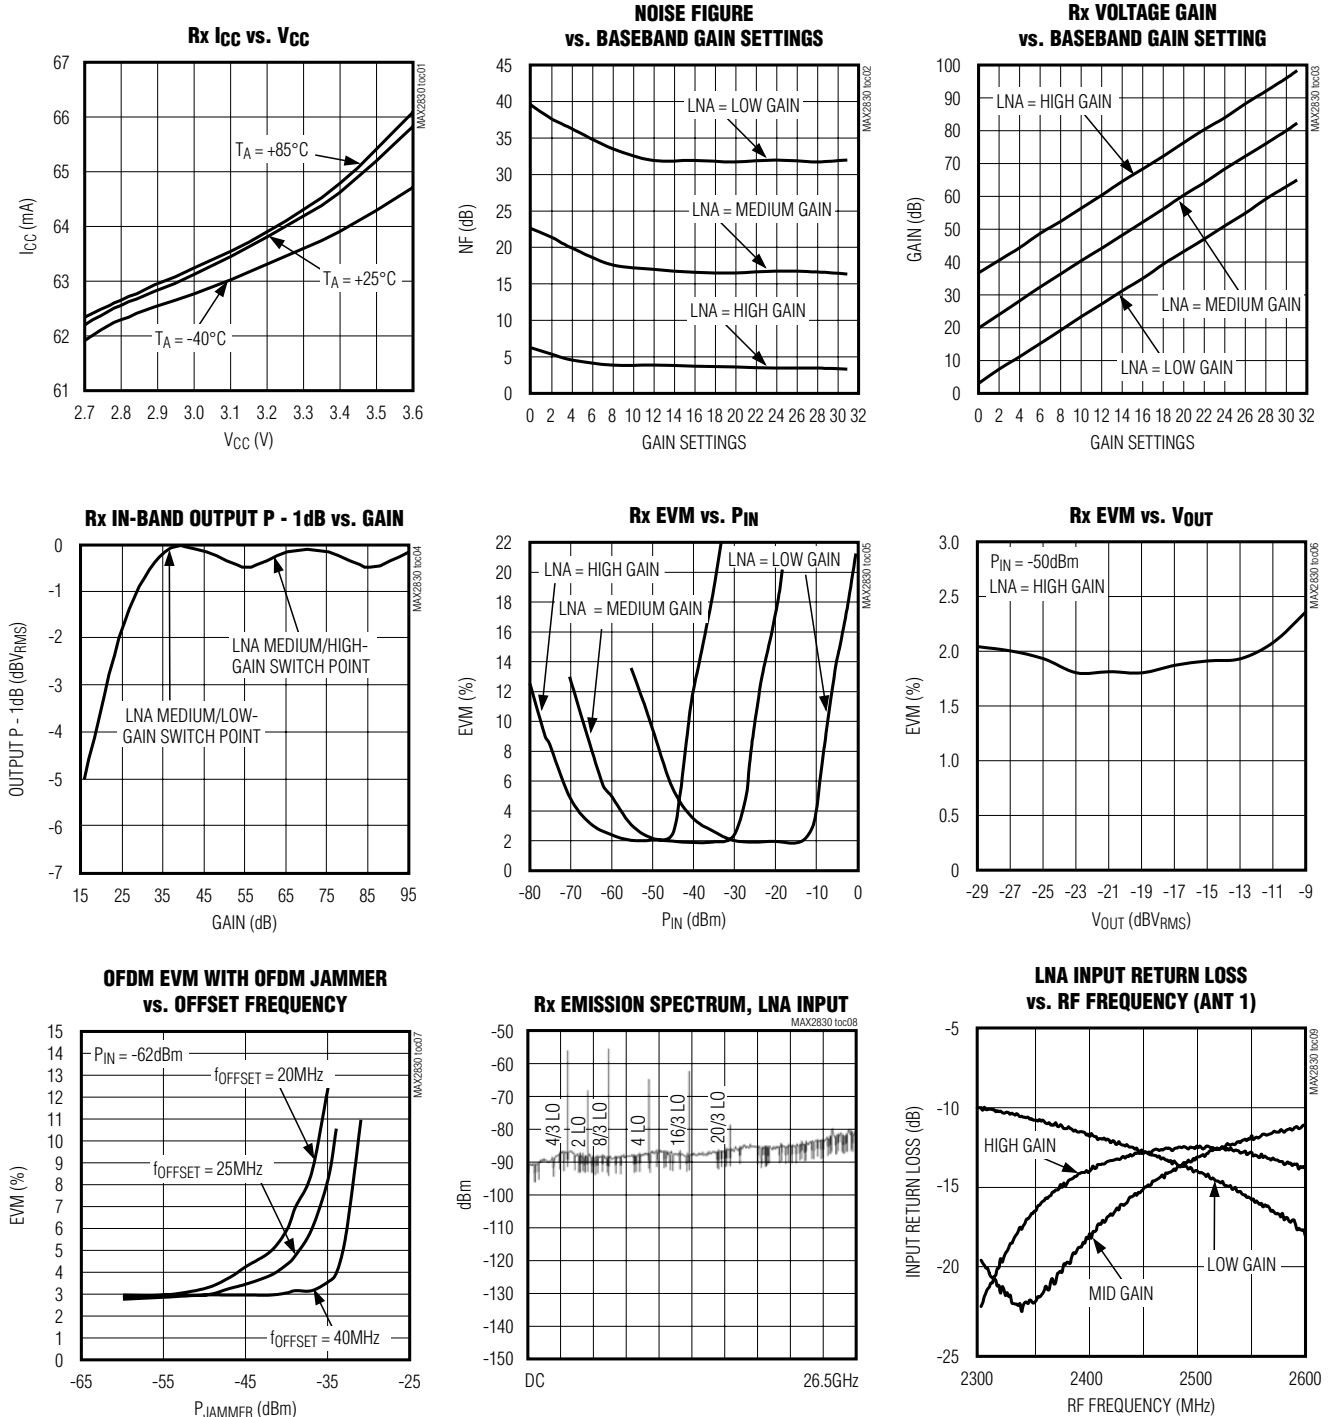 Rx ICC vs. VCC
MAX2830 toc01
67
66
65
64
63
62
61
ICC (mA)
TA = +85°C
TA = +25°C
TA = -40°C
2.7 2.8 2.9 3.0 3.1 3.2 3.3 3.4 3.5 3.6
VCC (V)
NOISE FIGURE
vs. BASEBAND GAIN SETTINGS
MAX2830 toc02
45
40
35
30
25
20
15
10
5
0
NF (dB)
LNA = LOW GAIN
LNA = MEDIUM GAIN
LNA = HIGH GAIN
0 2 4 6 8 10 12 14 16 18 20 22 24 26 28 30 32
GAIN SETTINGS
Rx VOLTAGE GAIN
vs. BASEBAND GAIN SETTING
MAX2830 toc03
100
90
80
70
60
50
40
30
20
10
0
GAIN (dB)
LNA = HIGH GAIN
LNA = MEDIUM GAIN
LNA = LOW GAIN
0 2 4 6 8 10 12 14 16 18 20 22 24 26 28 30 32
GAIN SETTINGS
Rx IN-BAND OUTPUT P - 1dB vs. GAIN
MAX2830 toc04
0
-1
-2
-3
-4
-5
-6
-7
OUTPUT P - 1dB (dBVRMS)
LNA MEDIUM/HIGH-
GAIN SWITCH POINT
LNA MEDIUM/LOW-
GAIN SWITCH POINT
15 25 35 45 55 65 75 85 95
GAIN (dB)
Rx EVM vs. PIN
MAX2830 toc05
22
20
18
16
14
12
10
8
6
4
2
0
EVM (%)
LNA = HIGH GAIN
LNA = LOW GAIN
LNA = MEDIUM GAIN
-80 -70 -60 -50 -40 -30 -20 -10 0
PIN (dBm)
Rx EVM vs. VOUT
MAX2830 toc06
3.0
2.5
2.0
1.5
1.0
0.5
0
EVM (%)
PIN = -50dBm
LNA = HIGH GAIN
-29 -27 -25 -23 -21 -19 -17 -15 -13 -11 -9
VOUT (dBVRMS)
OFDM EVM WITH OFDM JAMMER
vs. OFFSET FREQUENCY
MAX2830 toc07
15
14
13
12
11
10
9
8
7
6
5
4
3
2
1
0
EVM (%)
PIN = -62dBm
fOFFSET = 20MHz
fOFFSET = 25MHz
fOFFSET = 40MHz
-65 -55 -45 -35 -25
PJAMMER (dBm)
Rx EMISSION SPECTRUM, LNA INPUT
MAX2830 toc08
-50
-60
-70
-80
-90
-100
-110
-120
-130
-140
-150
dBm
4/3 LO
2 LO
8/3 LO
4 LO
16/3 LO
20/3 LO
DC 26.5GHz
LNA INPUT RETURN LOSS
vs. RF FREQUENCY (ANT 1)
MAX2830 toc09
-5
-10
-15
-20
-25
INPUT RETURN LOSS (dB)
HIGH GAIN
LOW GAIN
MID GAIN
2300 2400 2500 2600
RF FREQUENCY (MHz)